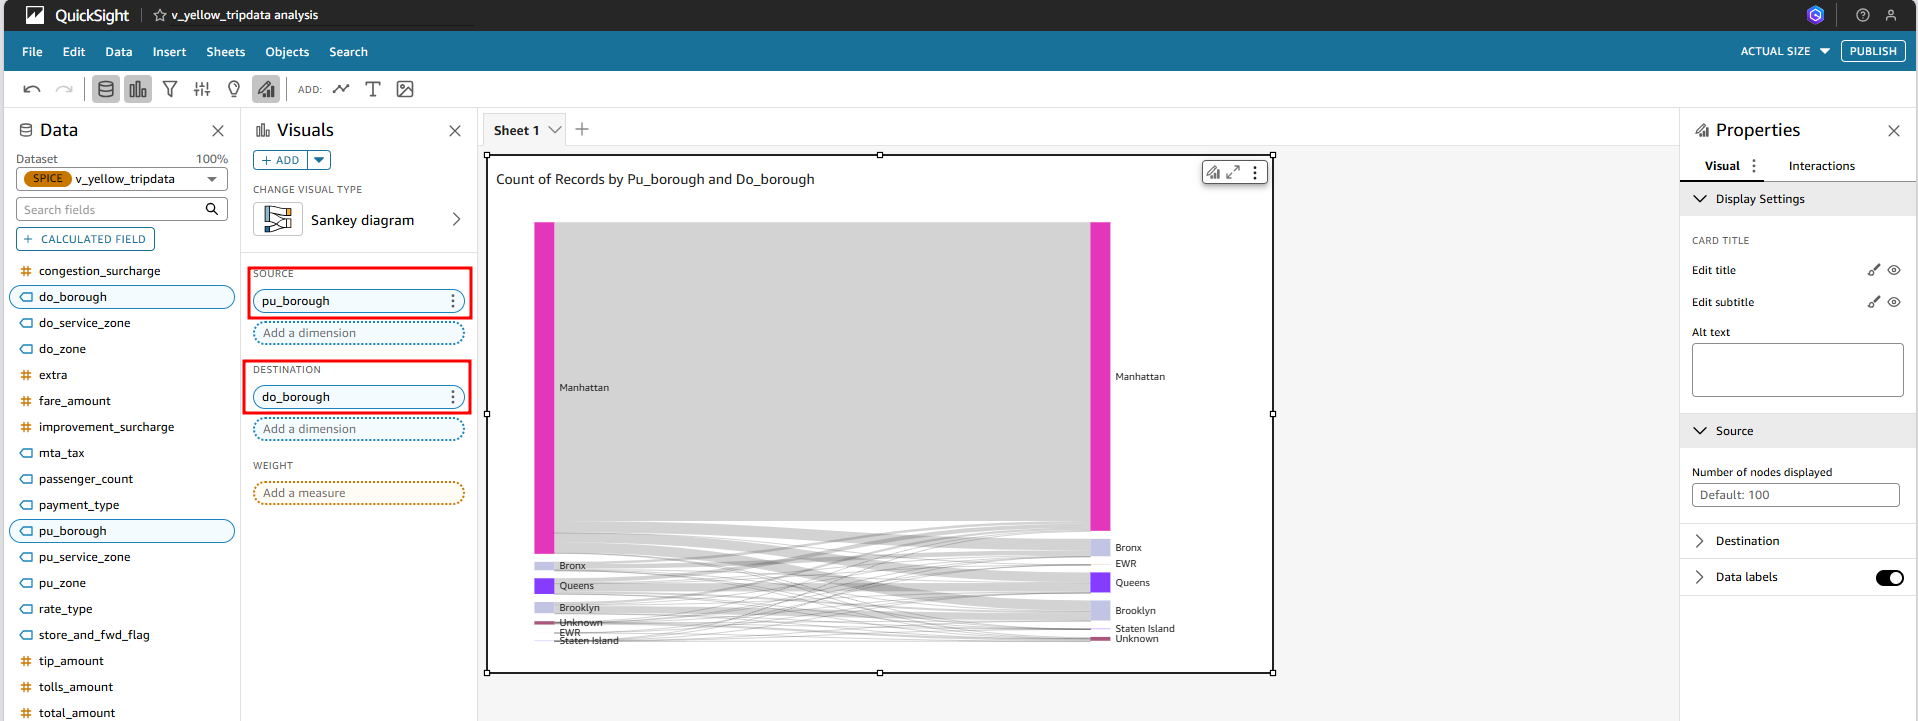 QuickSight
v_yellow_tripdata analysis
File Edit Data Insert Sheets Objects Search
ACTUAL SIZE
PUBLISH
ADD:
Data
Dataset 100%
SPICE v_yellow_tripdata
Search fields
+ CALCULATED FIELD
congestion_surcharge
do_borough
do_service_zone
do_zone
extra
fare_amount
improvement_surcharge
mta_tax
passenger_count
payment_type
pu_borough
pu_service_zone
pu_zone
rate_type
store_and_fwd_flag
tip_amount
tolls_amount
total_amount
Visuals
+ ADD
CHANGE VISUAL TYPE
Sankey diagram
SOURCE
pu_borough
Add a dimension
DESTINATION
do_borough
Add a dimension
WEIGHT
Add a measure
Sheet 1
Count of Records by Pu_borough and Do_borough
Manhattan
Bronx
Queens
Brooklyn
Unknown
EWR
Staten Island
Manhattan
Bronx
EWR
Queens
Brooklyn
Staten Island
Unknown
Properties
Visual Interactions
Display Settings
CARD TITLE
Edit title
Edit subtitle
Alt text
Source
Number of nodes displayed
Default: 100
Destination
Data labels